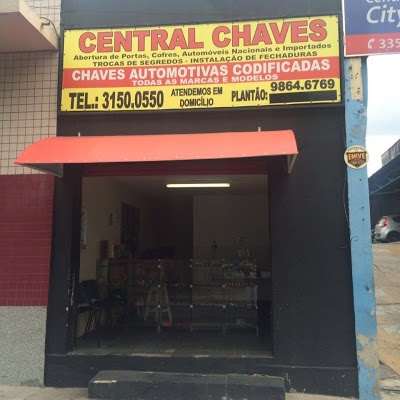 CENTRAL CHAVES
Abertura de Portas, Cofres, Automóveis Nacionais e Importados
TROCAS DE SEGREDOS - INSTALAÇÃO DE FECHADURAS
CHAVES AUTOMOTIVAS CODIFICADAS
TODAS AS MARCAS E MODELOS
TEL.: 3150.0550
ATENDEMOS EM
DOMICÍLIO
PLANTÃO:
9864.6769
City
335